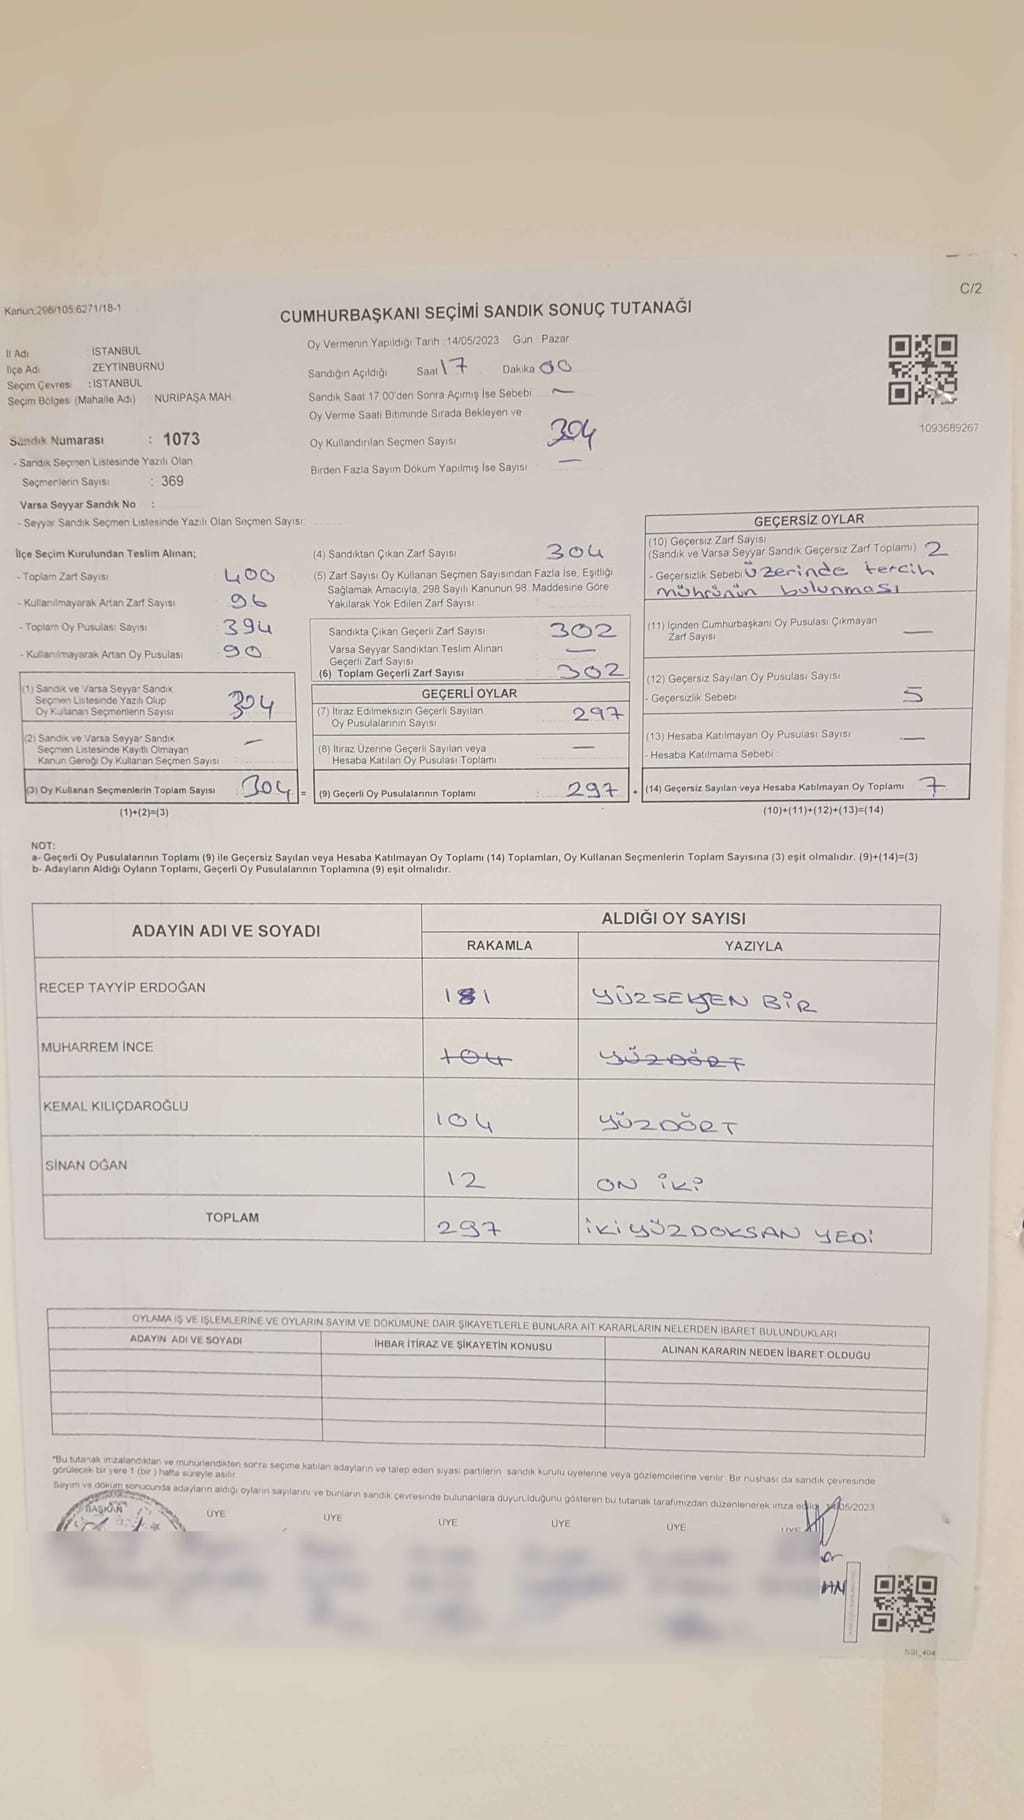 C/2
Kanun:298/105;6271/18-1
CUMHURBAŞKANI SEÇİMİ SANDIK SONUÇ TUTANAĞI
İl Adı İSTANBUL
İlçe Adı ZEYTİNBURNU
Seçim Çevresi : İSTANBUL
Seçim Bölgesi (Mahalle Adı) NURİPAŞA MAH.
Sandık Numarası : 1073
- Sandık Seçmen Listesinde Yazılı Olan
Seçmenlerin Sayısı : 369
Varsa Seyyar Sandık No :
- Seyyar Sandık Seçmen Listesinde Yazılı Olan Seçmen Sayısı:
Oy Vermenin Yapıldığı Tarih :14/05/2023 Gün : Pazar
Sandığın Açıldığı Saat 17 Dakika 00
Sandık Saat 17:00'den Sonra Açımış İse Sebebi —
Oy Verme Saati Bitiminde Sırada Bekleyen ve
Oy Kullandırılan Seçmen Sayısı 304
Birden Fazla Sayım Döküm Yapılmış İse Sayısı —
1093689267
İlçe Seçim Kurulundan Teslim Alınan;
- Toplam Zarf Sayısı 400
- Kullanılmayarak Artan Zarf Sayısı 96
- Toplam Oy Pusulası Sayısı 394
- Kullanılmayarak Artan Oy Pusulası 90
(1) Sandık ve Varsa Seyyar Sandık
Seçmen Listesinde Yazılı Olup
Oy Kullanan Seçmenlerin Sayısı 304
(2) Sandık ve Varsa Seyyar Sandık
Seçmen Listesinde Kayıtlı Olmayan
Kanun Gereği Oy Kullanan Seçmen Sayısı —
(3) Oy Kullanan Seçmenlerin Toplam Sayısı 304 =
(1)+(2)=(3)
(4) Sandıktan Çıkan Zarf Sayısı 304
(5) Zarf Sayısı Oy Kullanan Seçmen Sayısından Fazla İse, Eşitliği
Sağlamak Amacıyla, 298 Sayılı Kanunun 98. Maddesine Göre
Yakılarak Yok Edilen Zarf Sayısı
Sandıkta Çıkan Geçerli Zarf Sayısı 302
Varsa Seyyar Sandıktan Teslim Alınan
Geçerli Zarf Sayısı —
(6) Toplam Geçerli Zarf Sayısı 302
GEÇERLİ OYLAR
(7) İtiraz Edilmeksizin Geçerli Sayılan
Oy Pusulalarının Sayısı 297
(8) İtiraz Üzerine Geçerli Sayılan veya
Hesaba Katılan Oy Pusulası Toplamı —
(9) Geçerli Oy Pusulalarının Toplamı : 297 +
GEÇERSİZ OYLAR
(10) Geçersiz Zarf Sayısı
(Sandık ve Varsa Seyyar Sandık Geçersiz Zarf Toplamı) 2
- Geçersizlik Sebebi Üzerinde tercih
mührünün bulunması
(11) İçinden Cumhurbaşkanı Oy Pusulası Çıkmayan
Zarf Sayısı —
(12) Geçersiz Sayılan Oy Pusulası Sayısı
- Geçersizlik Sebebi 5
(13) Hesaba Katılmayan Oy Pusulası Sayısı —
- Hesaba Katılmama Sebebi
(14) Geçersiz Sayılan veya Hesaba Katılmayan Oy Toplamı 7
(10)+(11)+(12)+(13)=(14)
NOT:
a- Geçerli Oy Pusulalarının Toplamı (9) ile Geçersiz Sayılan veya Hesaba Katılmayan Oy Toplamı (14) Toplamları, Oy Kullanan Seçmenlerin Toplam Sayısına (3) eşit olmalıdır. (9)+(14)=(3)
b- Adayların Aldığı Oyların Toplamı, Geçerli Oy Pusulalarının Toplamına (9) eşit olmalıdır.
ADAYIN ADI VE SOYADI ALDIĞI OY SAYISI
RAKAMLA YAZIYLA
RECEP TAYYİP ERDOĞAN 181 YÜZSEKSEN BİR
MUHARREM İNCE 104 YÜZDÖRT
KEMAL KILIÇDAROĞLU 104 YÜZDÖRT
SİNAN OĞAN 12 ON İKİ
TOPLAM 297 İKİYÜZDOKSAN YEDİ
OYLAMA İŞ VE İŞLEMLERİNE VE OYLARIN SAYIM VE DÖKÜMÜNE DAİR ŞİKAYETLERLE BUNLARA AİT KARARLARIN NELERDEN İBARET BULUNDUKLARI
ADAYIN ADI VE SOYADI İHBAR İTİRAZ VE ŞİKAYETİN KONUSU ALINAN KARARIN NEDEN İBARET OLDUĞU
*Bu tutanak imzalandıktan ve mühürlendikten sonra seçime katılan adayların ve talep eden siyasi partilerin sandık kurulu üyelerine veya gözlemcilerine verilir. Bir nüshası da sandık çevresinde
görülecek bir yere 1 (bir) hafta süreyle asılır.
Sayım ve döküm sonucunda adayların aldığı oyların sayılarını ve bunların sandık çevresinde bulunanlara duyurulduğunu gösteren bu tutanak tarafımızdan düzenlenerek imza edildi. /05/2023
BAŞKAN ÜYE ÜYE ÜYE ÜYE ÜYE ÜYE